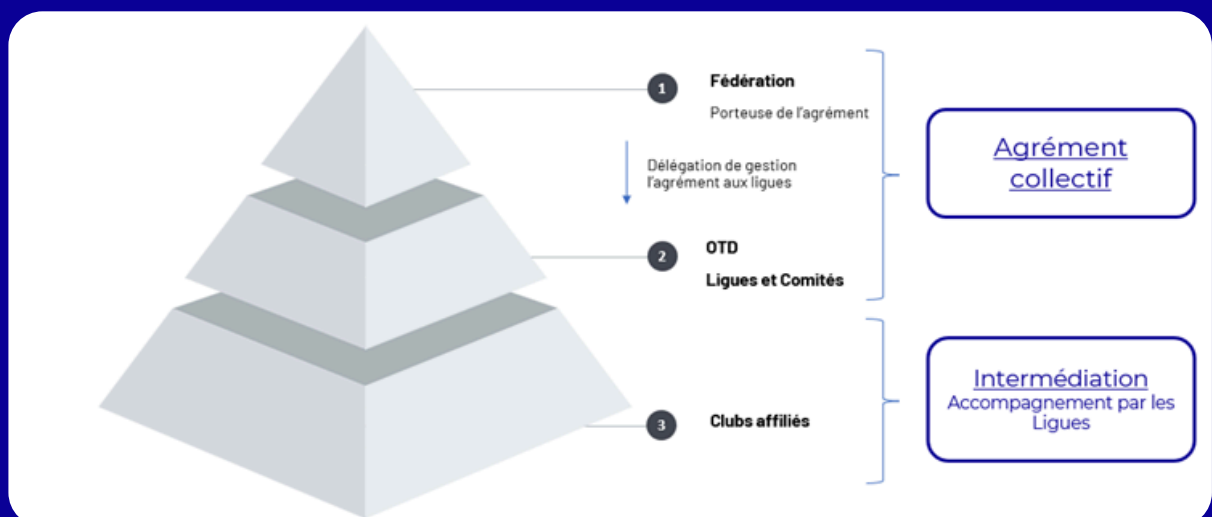 1
Fédération
Porteuse de l'agrément
Délégation de gestion
l'agrément aux ligues
2
OTD
Ligues et Comités
3
Clubs affiliés
Agrément
collectif
Intermédiation
Accompagnement par les
Ligues